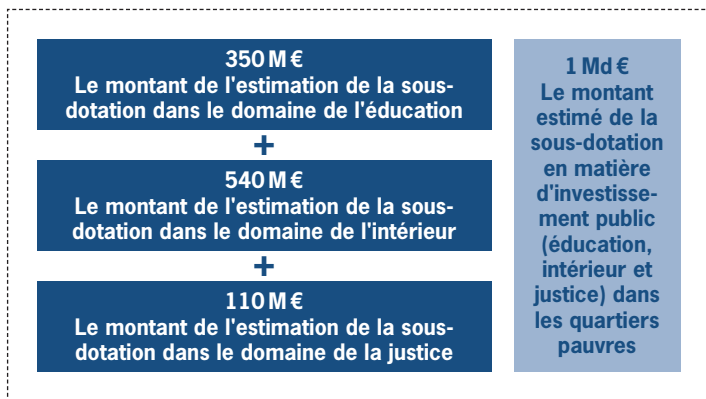 350 M €
Le montant de l'estimation de la sous-
dotation dans le domaine de l'éducation
+
540 M €
Le montant de l'estimation de la sous-
dotation dans le domaine de l'intérieur
+
110 M €
Le montant de l'estimation de la sous-
dotation dans le domaine de la justice
1 Md €
Le montant
estimé de la
sous-dotation
en matière
d'investisse-
ment public
(éducation,
intérieur et
justice) dans
les quartiers
pauvres